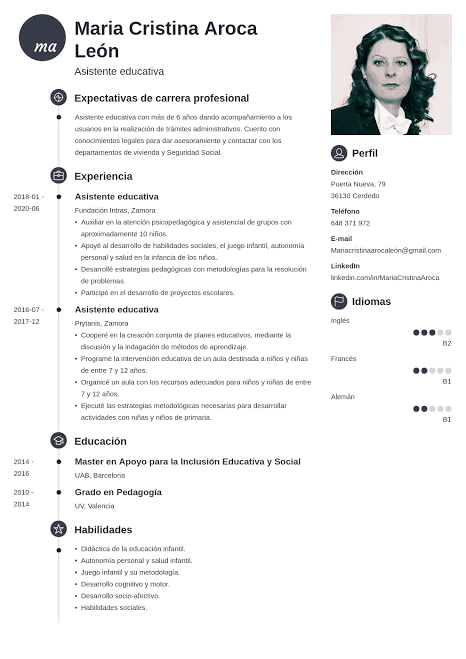 ma
Maria Cristina Aroca
León
Asistente educativa
Expectativas de carrera profesional
Asistente educativa con más de 6 años dando acompañamiento a los
usuarios en la realización de trámites administrativos. Cuento con
conocimientos legales para dar asesoramiento y contactar con los
departamentos de vivienda y Seguridad Social.
Experiencia
2018-01 -
2020-06
Asistente educativa
Fundación Intras, Zamora
• Auxiliar en la atención psicopedagógica y asistencial de grupos con
aproximadamente 10 niños.
• Apoyé al desarrollo de habilidades sociales, el juego infantil, autonomía
personal y salud en la infancia de los niños.
• Desarrollé estrategias pedagógicas con metodologías para la resolución
de problemas.
• Participé en el desarrollo de proyectos escolares.
2016-07 -
2017-12
Asistente educativa
Prytanis, Zamora
• Cooperé en la creación conjunta de planes educativos, mediante la
discusión y la indagación de métodos de aprendizaje.
• Programé la intervención educativa de un aula destinada a niños y niñas
de entre 7 y 12 años.
• Organicé un aula con los recursos adecuados para niños y niñas de entre
7 y 12 años.
• Ejecuté las estrategias metodológicas necesarias para desarrollar
actividades con niñas y niños de primaria.
Educación
2014 -
2016
Master en Apoyo para la Inclusión Educativa y Social
UAB, Barcelona
2010 -
2014
Grado en Pedagogía
UV, Valencia
Habilidades
• Didáctica de la educación infantil.
• Autonomía personal y salud infantil.
• Juego infantil y su metodología.
• Desarrollo cognitivo y motor.
• Desarrollo socio-afectivo.
• Habilidades sociales.
Perfil
Dirección
Puerta Nueva, 79
36130 Cerdedo
Teléfono
648 371 972
E-mail
Mariacristinaarocaleón@gmail.com
LinkedIn
linkedin.com/in/MariaCristinaAroca
Idiomas
Inglés
B2
Francés
B1
Alemán
B1